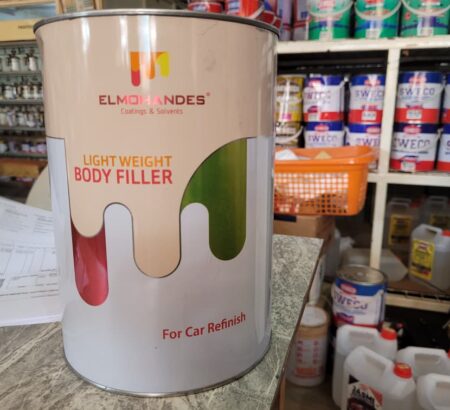 ELMOHANDES®
Coatings & Solvents
LIGHT WEIGHT
BODY FILLER
For Car Refinish
SWECO
SWECO
SWECO
SWECO